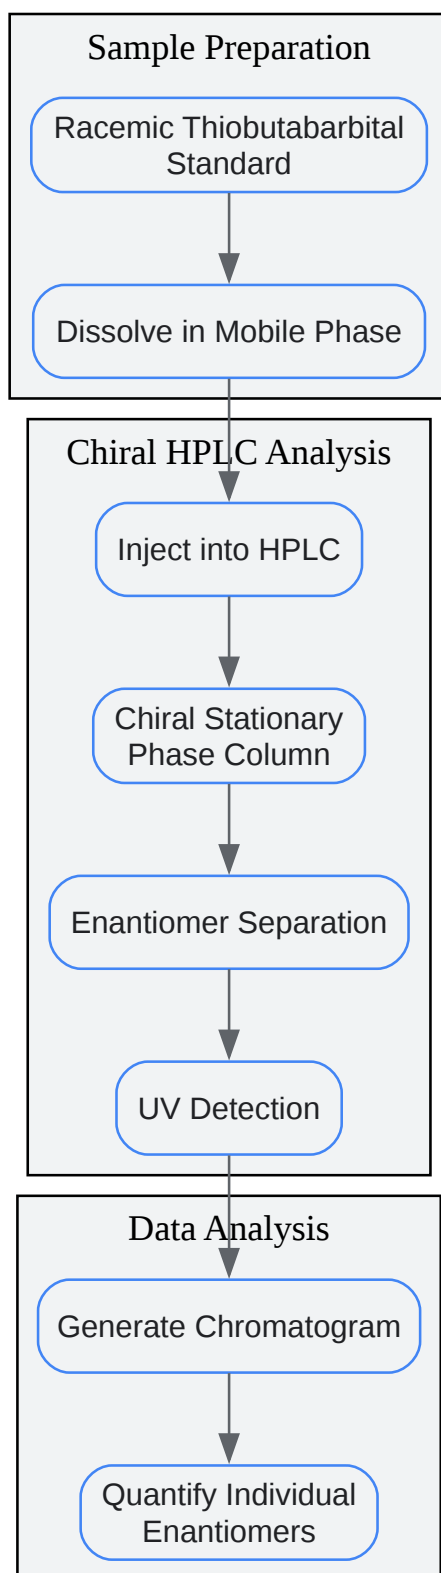 Sample Preparation
Racemic Thiobutabarbital
Standard
Dissolve in Mobile Phase
Chiral HPLC Analysis
Inject into HPLC
Chiral Stationary
Phase Column
Enantiomer Separation
UV Detection
Data Analysis
Generate Chromatogram
Quantify Individual
Enantiomers